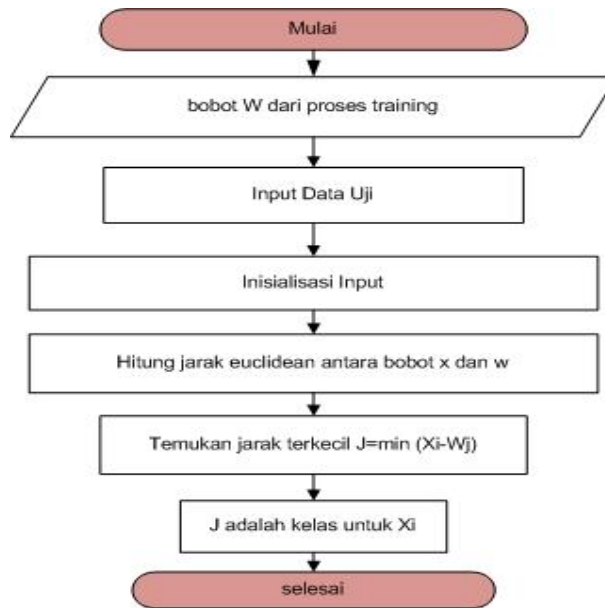 Mulai
bobot W dari proses training
Input Data Uji
Inisialisasi Input
Hitung jarak euclidean antara bobot x dan w
Temukan jarak terkecil J=min (Xi-Wj)
J adalah kelas untuk Xi
selesai